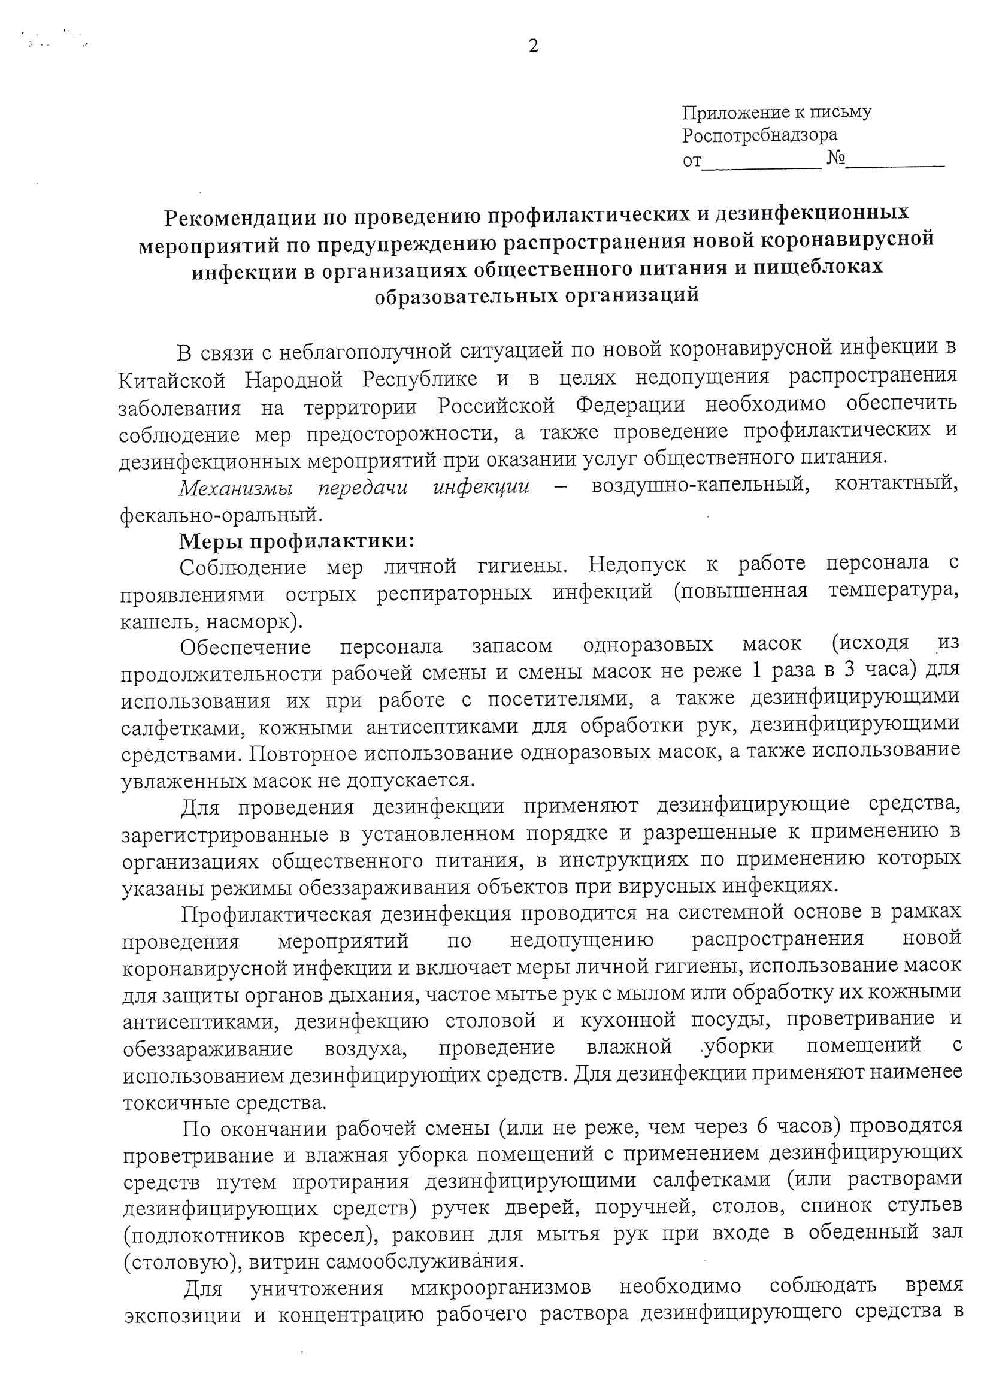 2
Приложение к письму
Роспотребнадзора
от____________ №__________
Рекомендации по проведению профилактических и дезинфекционных
мероприятий по предупреждению распространения новой коронавирусной
инфекции в организациях общественного питания и пищеблоках
образовательных организаций
В связи с неблагополучной ситуацией по новой коронавирусной инфекции в
Китайской Народной Республике и в целях недопущения распространения
заболевания на территории Российской Федерации необходимо обеспечить
соблюдение мер предосторожности, а также проведение профилактических и
дезинфекционных мероприятий при оказании услуг общественного питания.
Механизмы передачи инфекции – воздушно-капельный, контактный,
фекально-оральный.
Меры профилактики:
Соблюдение мер личной гигиены. Недопуск к работе персонала с
проявлениями острых респираторных инфекций (повышенная температура,
кашель, насморк).
Обеспечение персонала запасом одноразовых масок (исходя из
продолжительности рабочей смены и смены масок не реже 1 раза в 3 часа) для
использования их при работе с посетителями, а также дезинфицирующими
салфетками, кожными антисептиками для обработки рук, дезинфицирующими
средствами. Повторное использование одноразовых масок, а также использование
увлаженных масок не допускается.
Для проведения дезинфекции применяют дезинфицирующие средства,
зарегистрированные в установленном порядке и разрешенные к применению в
организациях общественного питания, в инструкциях по применению которых
указаны режимы обеззараживания объектов при вирусных инфекциях.
Профилактическая дезинфекция проводится на системной основе в рамках
проведения мероприятий по недопущению распространения новой
коронавирусной инфекции и включает меры личной гигиены, использование масок
для защиты органов дыхания, частое мытье рук с мылом или обработку их кожными
антисептиками, дезинфекцию столовой и кухонной посуды, проветривание и
обеззараживание воздуха, проведение влажной уборки помещений с
использованием дезинфицирующих средств. Для дезинфекции применяют наименее
токсичные средства.
По окончании рабочей смены (или не реже, чем через 6 часов) проводятся
проветривание и влажная уборка помещений с применением дезинфицирующих
средств путем протирания дезинфицирующими салфетками (или растворами
дезинфицирующих средств) ручек дверей, поручней, столов, спинок стульев
(подлокотников кресел), раковин для мытья рук при входе в обеденный зал
(столовую), витрин самообслуживания.
Для уничтожения микроорганизмов необходимо соблюдать время
экспозиции и концентрацию рабочего раствора дезинфицирующего средства в